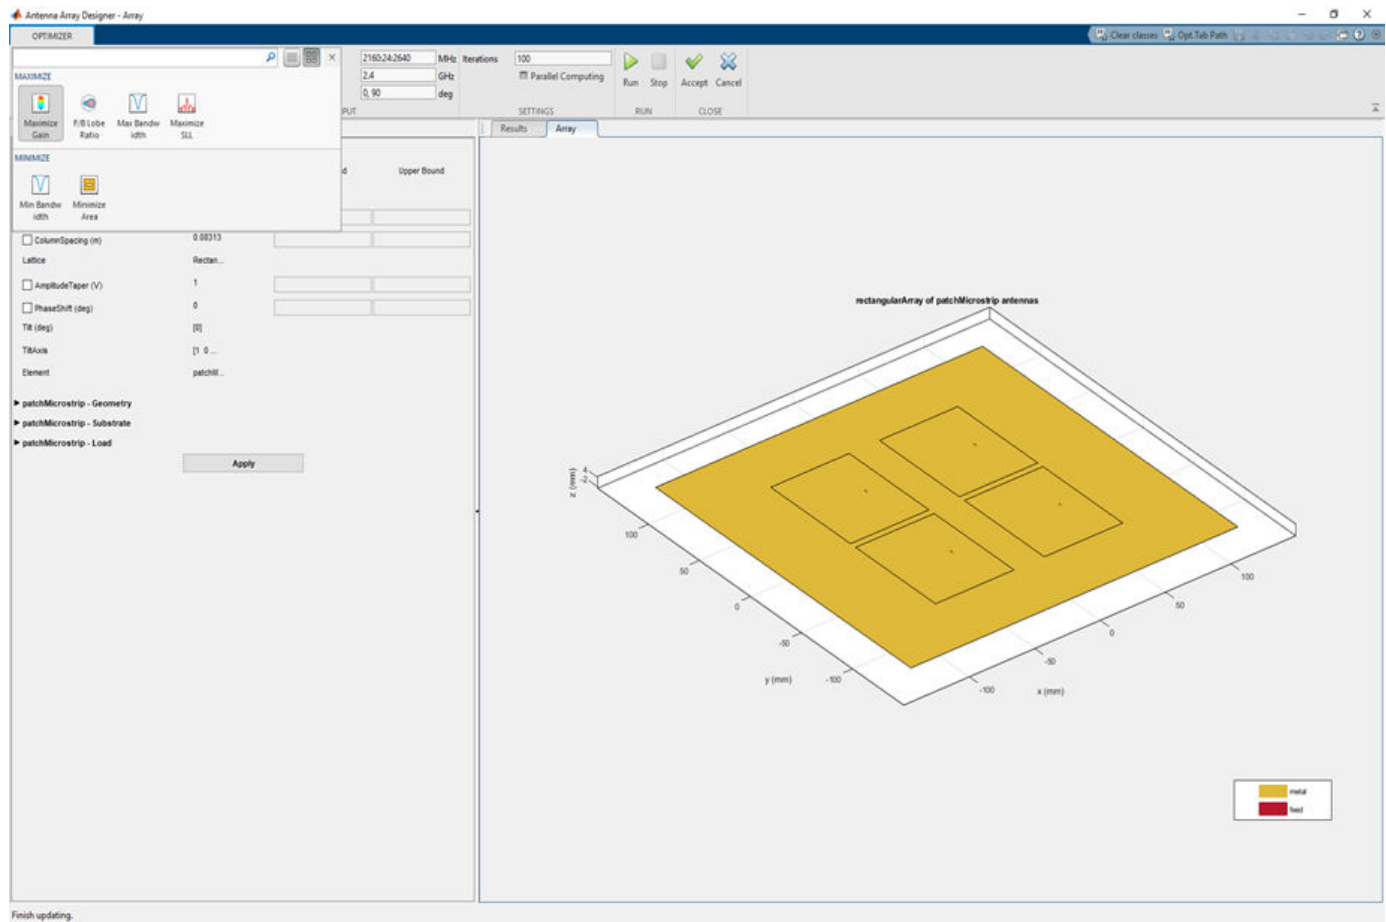 Antenna Array Designer - Array
OPTIMIZER
Clear classes
Opt.Tab Path
MAXIMIZE
Maximize Gain
F/B Lobe Ratio
Max Bandw idth
Maximize SLL
MINIMIZE
Min Bandw idth
Minimize Area
2160:24:2640 MHz
2.4 GHz
0, 90 deg
PUT
Iterations 100
Parallel Computing
SETTINGS
Run
Stop
RUN
Accept
Cancel
CLOSE
Results
Array
d
Upper Bound
ColumnSpacing (m) 0.08313
Lattice Rectan...
AmplitudeTaper (V) 1
PhaseShift (deg) 0
Tilt (deg) [0]
TiltAxis [1 0 ...
Element patchM...
patchMicrostrip - Geometry
patchMicrostrip - Substrate
patchMicrostrip - Load
Apply
rectangularArray of patchMicrostrip antennas
z (mm)
4
-2
100
50
0
-50
-100
y (mm)
100
50
0
-50
-100
x (mm)
metal
feed
Finish updating.